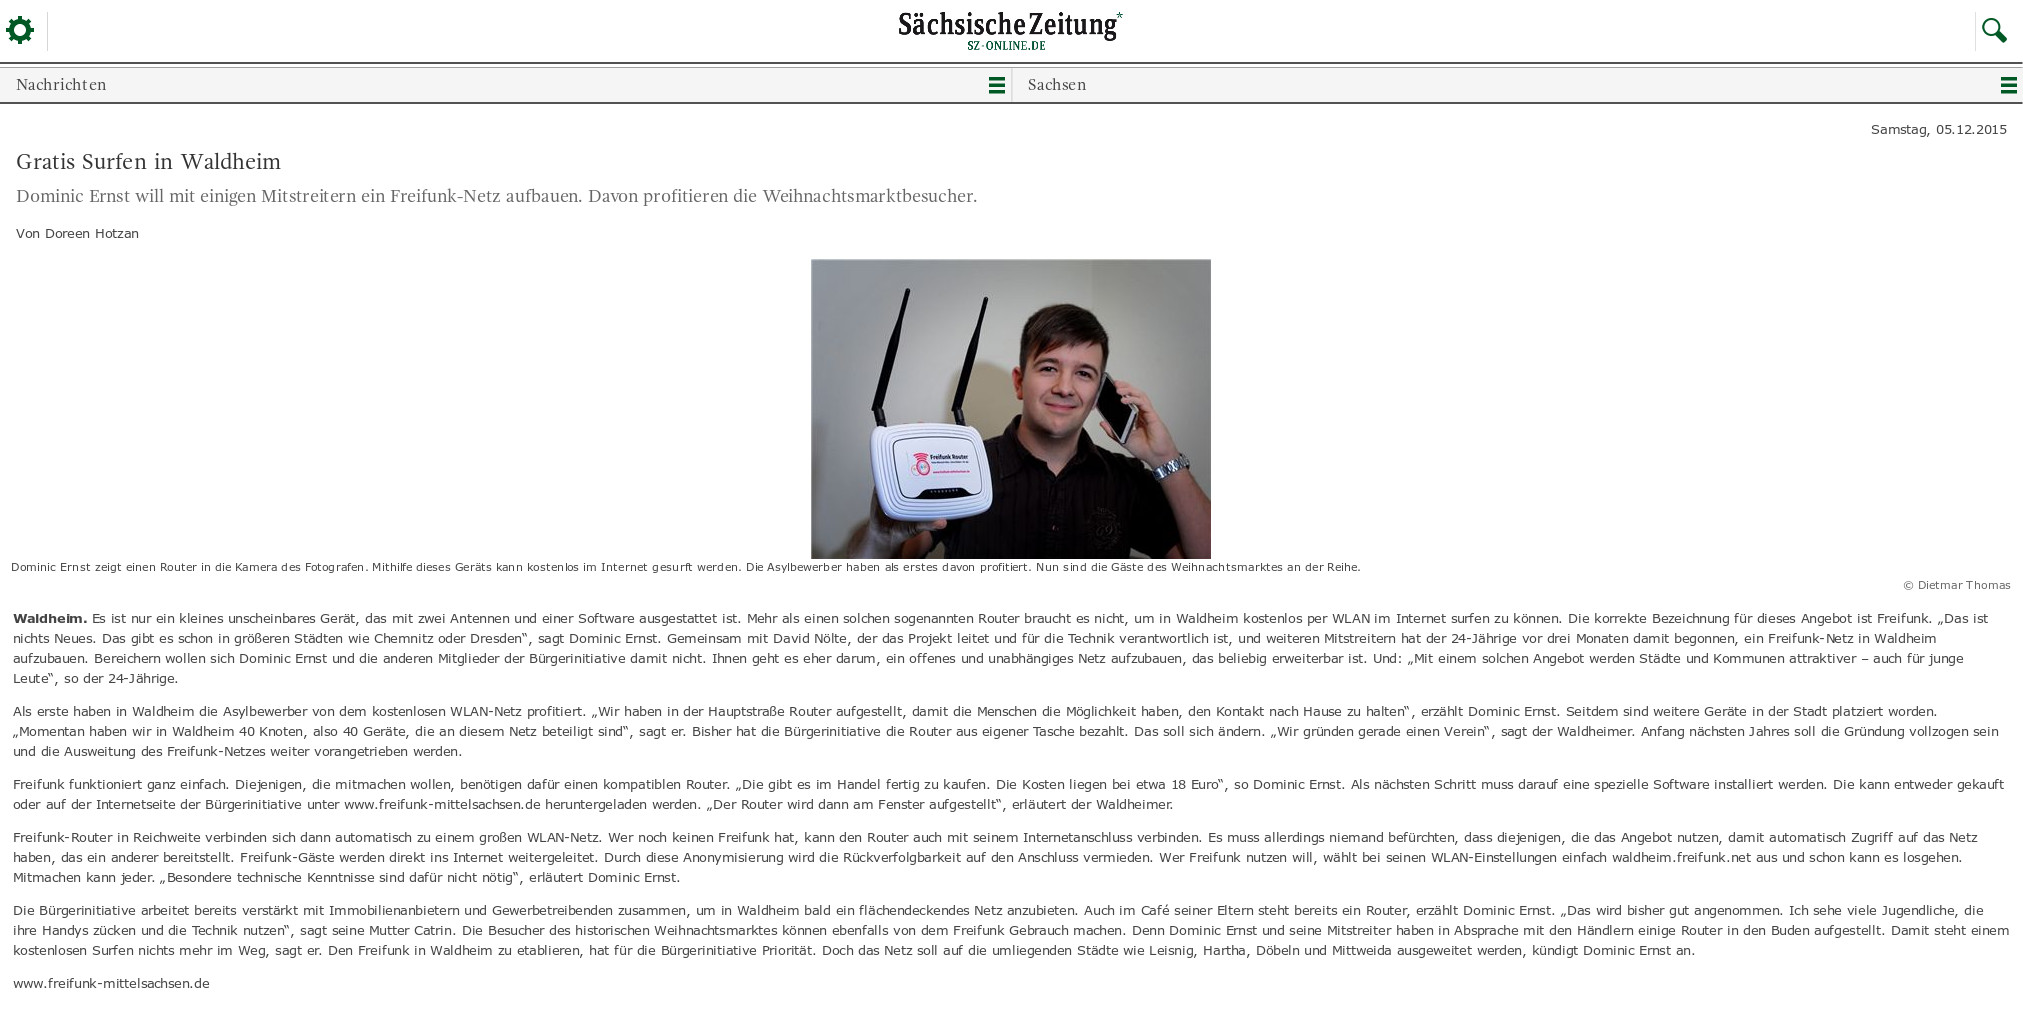 Sächsische Zeitung
SZ-ONLINE.DE
Nachrichten
Sachsen
Samstag, 05.12.2015
Gratis Surfen in Waldheim
Dominic Ernst will mit einigen Mitstreitern ein Freifunk-Netz aufbauen. Davon profitieren die Weihnachtsmarktbesucher.
Von Doreen Hotzan
Freifunk Router
Dominic Ernst zeigt einen Router in die Kamera des Fotografen. Mithilfe dieses Geräts kann kostenlos im Internet gesurft werden. Die Asylbewerber haben als erstes davon profitiert. Nun sind die Gäste des Weihnachtsmarktes an der Reihe.
© Dietmar Thomas
Waldheim. Es ist nur ein kleines unscheinbares Gerät, das mit zwei Antennen und einer Software ausgestattet ist. Mehr als einen solchen sogenannten Router braucht es nicht, um in Waldheim kostenlos per WLAN im Internet surfen zu können. Die korrekte Bezeichnung für dieses Angebot ist Freifunk. „Das ist
nichts Neues. Das gibt es schon in größeren Städten wie Chemnitz oder Dresden“, sagt Dominic Ernst. Gemeinsam mit David Nölte, der das Projekt leitet und für die Technik verantwortlich ist, und weiteren Mitstreitern hat der 24-Jährige vor drei Monaten damit begonnen, ein Freifunk-Netz in Waldheim
aufzubauen. Bereichern wollen sich Dominic Ernst und die anderen Mitglieder der Bürgerinitiative damit nicht. Ihnen geht es eher darum, ein offenes und unabhängiges Netz aufzubauen, das beliebig erweiterbar ist. Und: „Mit einem solchen Angebot werden Städte und Kommunen attraktiver – auch für junge
Leute“, so der 24-Jährige.
Als erste haben in Waldheim die Asylbewerber von dem kostenlosen WLAN-Netz profitiert. „Wir haben in der Hauptstraße Router aufgestellt, damit die Menschen die Möglichkeit haben, den Kontakt nach Hause zu halten“, erzählt Dominic Ernst. Seitdem sind weitere Geräte in der Stadt platziert worden.
„Momentan haben wir in Waldheim 40 Knoten, also 40 Geräte, die an diesem Netz beteiligt sind“, sagt er. Bisher hat die Bürgerinitiative die Router aus eigener Tasche bezahlt. Das soll sich ändern. „Wir gründen gerade einen Verein“, sagt der Waldheimer. Anfang nächsten Jahres soll die Gründung vollzogen sein
und die Ausweitung des Freifunk-Netzes weiter vorangetrieben werden.
Freifunk funktioniert ganz einfach. Diejenigen, die mitmachen wollen, benötigen dafür einen kompatiblen Router. „Die gibt es im Handel fertig zu kaufen. Die Kosten liegen bei etwa 18 Euro“, so Dominic Ernst. Als nächsten Schritt muss darauf eine spezielle Software installiert werden. Die kann entweder gekauft
oder auf der Internetseite der Bürgerinitiative unter www.freifunk-mittelsachsen.de heruntergeladen werden. „Der Router wird dann am Fenster aufgestellt“, erläutert der Waldheimer.
Freifunk-Router in Reichweite verbinden sich dann automatisch zu einem großen WLAN-Netz. Wer noch keinen Freifunk hat, kann den Router auch mit seinem Internetanschluss verbinden. Es muss allerdings niemand befürchten, dass diejenigen, die das Angebot nutzen, damit automatisch Zugriff auf das Netz
haben, das ein anderer bereitstellt. Freifunk-Gäste werden direkt ins Internet weitergeleitet. Durch diese Anonymisierung wird die Rückverfolgbarkeit auf den Anschluss vermieden. Wer Freifunk nutzen will, wählt bei seinen WLAN-Einstellungen einfach waldheim.freifunk.net aus und schon kann es losgehen.
Mitmachen kann jeder. „Besondere technische Kenntnisse sind dafür nicht nötig“, erläutert Dominic Ernst.
Die Bürgerinitiative arbeitet bereits verstärkt mit Immobilienanbietern und Gewerbetreibenden zusammen, um in Waldheim bald ein flächendeckendes Netz anzubieten. Auch im Café seiner Eltern steht bereits ein Router, erzählt Dominic Ernst. „Das wird bisher gut angenommen. Ich sehe viele Jugendliche, die
ihre Handys zücken und die Technik nutzen“, sagt seine Mutter Catrin. Die Besucher des historischen Weihnachtsmarktes können ebenfalls von dem Freifunk Gebrauch machen. Denn Dominic Ernst und seine Mitstreiter haben in Absprache mit den Händlern einige Router in den Buden aufgestellt. Damit steht einem
kostenlosen Surfen nichts mehr im Weg, sagt er. Den Freifunk in Waldheim zu etablieren, hat für die Bürgerinitiative Priorität. Doch das Netz soll auf die umliegenden Städte wie Leisnig, Hartha, Döbeln und Mittweida ausgeweitet werden, kündigt Dominic Ernst an.
www.freifunk-mittelsachsen.de